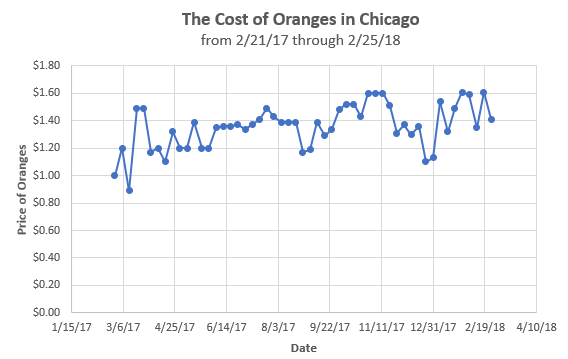 The Cost of Oranges in Chicago
from 2/21/17 through 2/25/18
$1.80
$1.60
$1.40
$1.20
$1.00
$0.80
$0.60
$0.40
$0.20
$0.00
Price of Oranges
1/15/17 3/6/17 4/25/17 6/14/17 8/3/17 9/22/17 11/11/17 12/31/17 2/19/18 4/10/18
Date